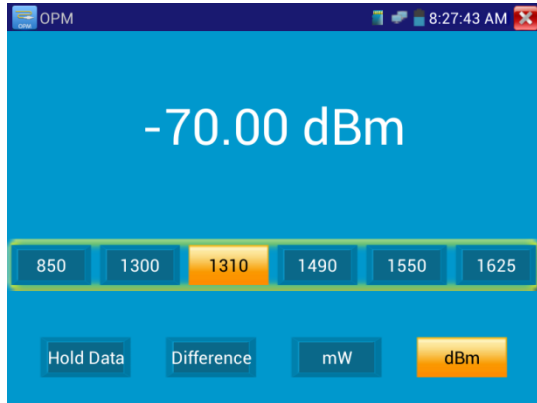 OPM
OPM 8:27:43 AM
-70.00 dBm
850 1300 1310 1490 1550 1625
Hold Data Difference mW dBm